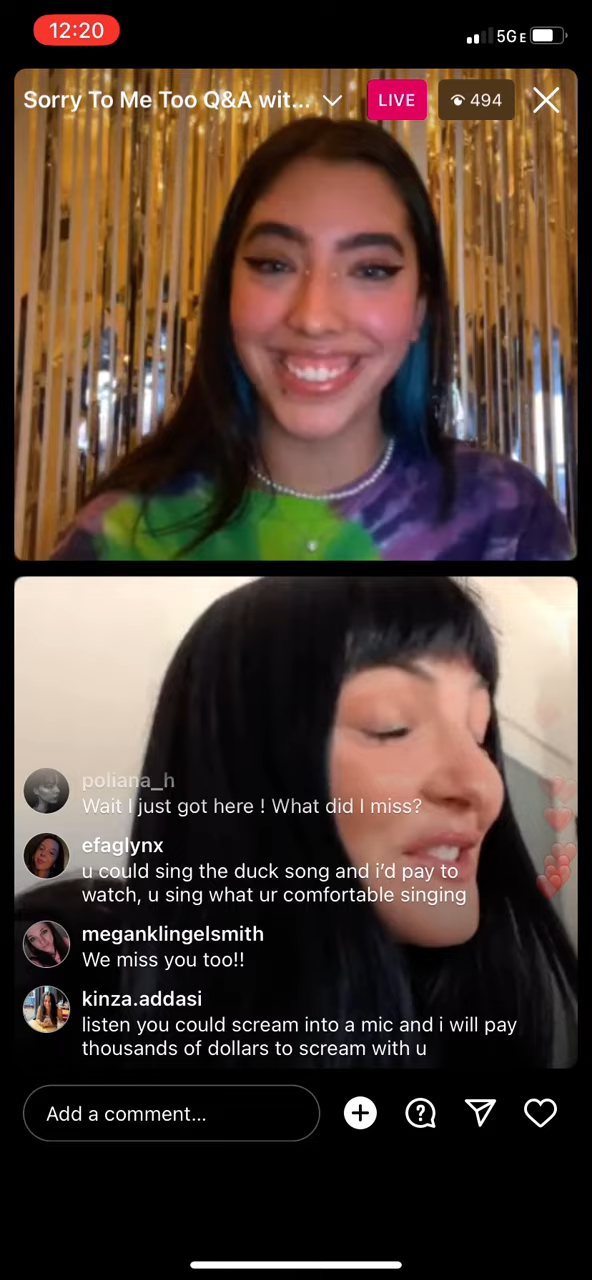 12:20
5GE
Sorry To Me Too Q&A wit...
LIVE
494
poliana_h
Wait I just got here ! What did I miss?
efaglynx
u could sing the duck song and i’d pay to
watch, u sing what ur comfortable singing
meganklingelsmith
We miss you too!!
kinza.addasi
listen you could scream into a mic and i will pay
thousands of dollars to scream with u
Add a comment...